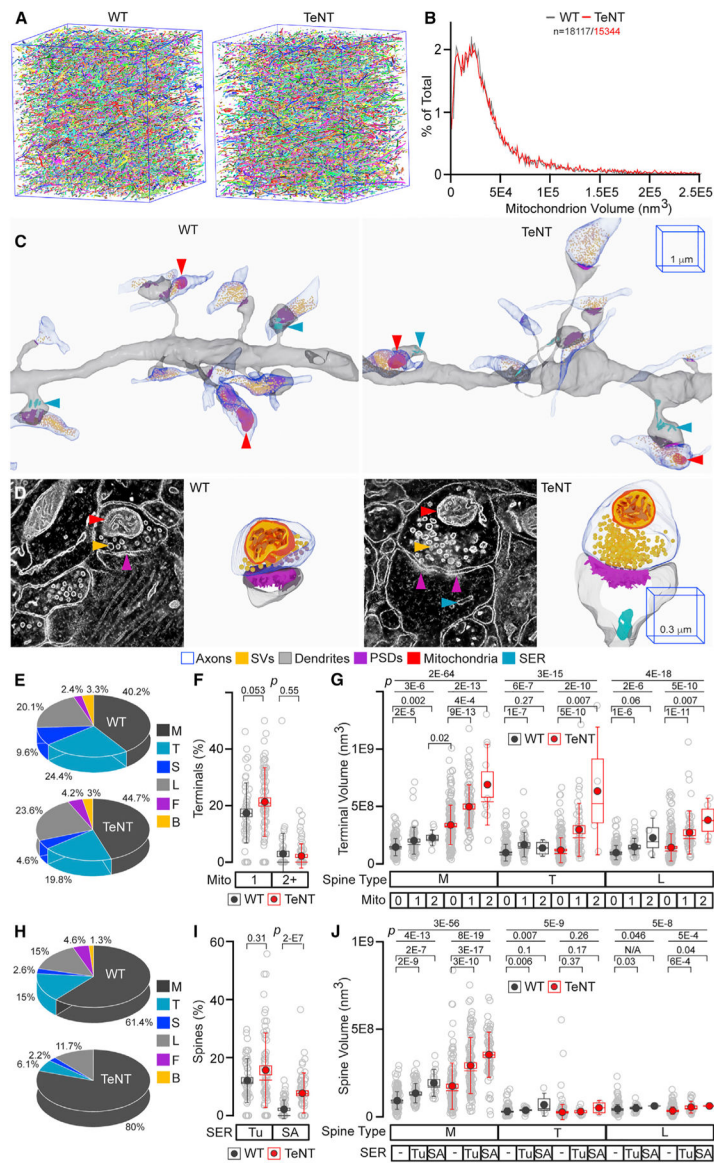 A
WT
TeNT
B
WT TeNT
n=18117/15344
% of Total
2
1
0
0 5E4 1E5 1.5E5 2E5 2.5E5
Mitochondrion Volume (nm³)
C
WT
TeNT
1 µm
D
WT
TeNT
0.3 µm
Axons SVs Dendrites PSDs Mitochondria SER
E
2.4% 3.3% 40.2%
20.1%
WT
9.6%
24.4%
4.2% 3% 44.7%
23.6%
TeNT
4.6%
19.8%
M
T
S
L
F
B
F
p
0.053 0.55
Terminals (%)
60
40
20
0
Mito 1 2+
WT TeNT
G
p
2E-64 3E-15 4E-18
3E-6 2E-13 6E-7 2E-10 2E-6 5E-10
0.002 4E-4 0.27 0.007 0.06 0.007
2E-5 0.02 9E-13 1E-7 5E-10 1E-6 1E-11
WT TeNT
Terminal Volume (nm³)
1E9
5E8
0
Spine Type M T L
Mito 0 1 2 0 1 2 0 1 2 0 1 2 0 1 2 0 1 2
H
4.6% 1.3%
15%
WT
2.6%
15%
61.4%
11.7%
2.2%
6.1%
TeNT
80%
M
T
S
L
F
B
I
p
0.31 2-E7
Spines (%)
60
40
20
0
SER Tu SA
WT TeNT
J
p
3E-56 5E-9 5E-8
4E-13 8E-19 0.007 0.26 0.046 5E-4
2E-7 3E-17 0.1 0.17 N/A 0.04
2E-9 3E-10 0.006 0.37 0.03 6E-4
WT TeNT
Spine Volume (nm³)
1E9
5E8
0
Spine Type M T L
SER - Tu SA - Tu SA - Tu SA - Tu SA - Tu SA - Tu SA